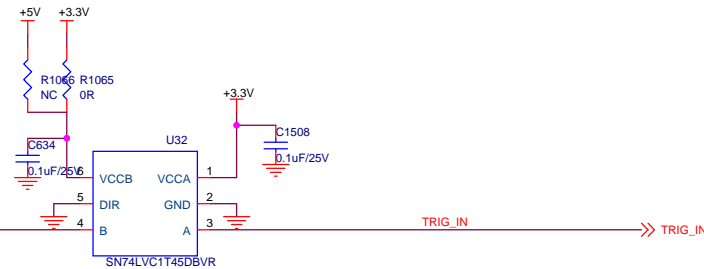 +5V +3.3V
R1066 R1065
NC 0R
+3.3V
C634
U32
C1508
0.1uF/25V
0.1uF/25V
6 VCCB VCCA 1
5 DIR GND 2
4 B A 3
TRIG_IN
TRIG_IN
SN74LVC1T45DBVR